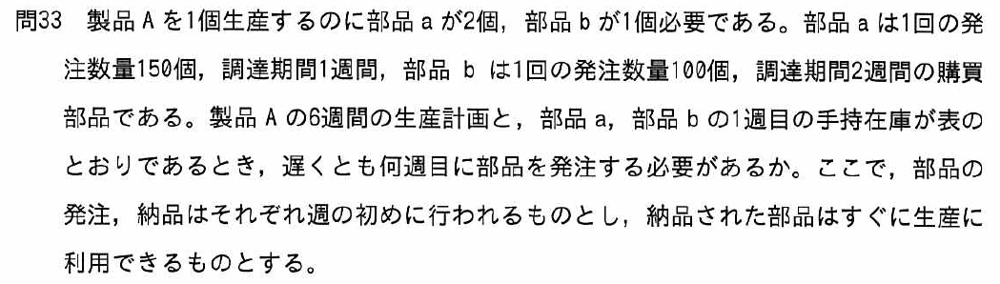 問33 製品 A を1個生産するのに部品 a が2個，部品 b が1個必要である。部品 a は1回の発
注数量150個，調達期間1週間，部品 b は1回の発注数量100個，調達期間2週間の購買
部品である。製品 A の6週間の生産計画と，部品 a，部品 b の1週目の手持在庫が表の
とおりであるとき，遅くとも何週目に部品を発注する必要があるか。ここで，部品の
発注，納品はそれぞれ週の初めに行われるものとし，納品された部品はすぐに生産に
利用できるものとする。